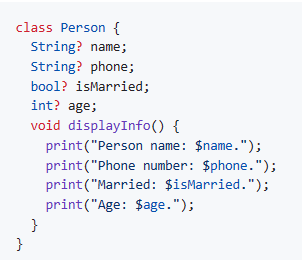 class Person {
  String? name;
  String? phone;
  bool? isMarried;
  int? age;
  void displayInfo() {
    print("Person name: $name.");
    print("Phone number: $phone.");
    print("Married: $isMarried.");
    print("Age: $age.");
  }
}